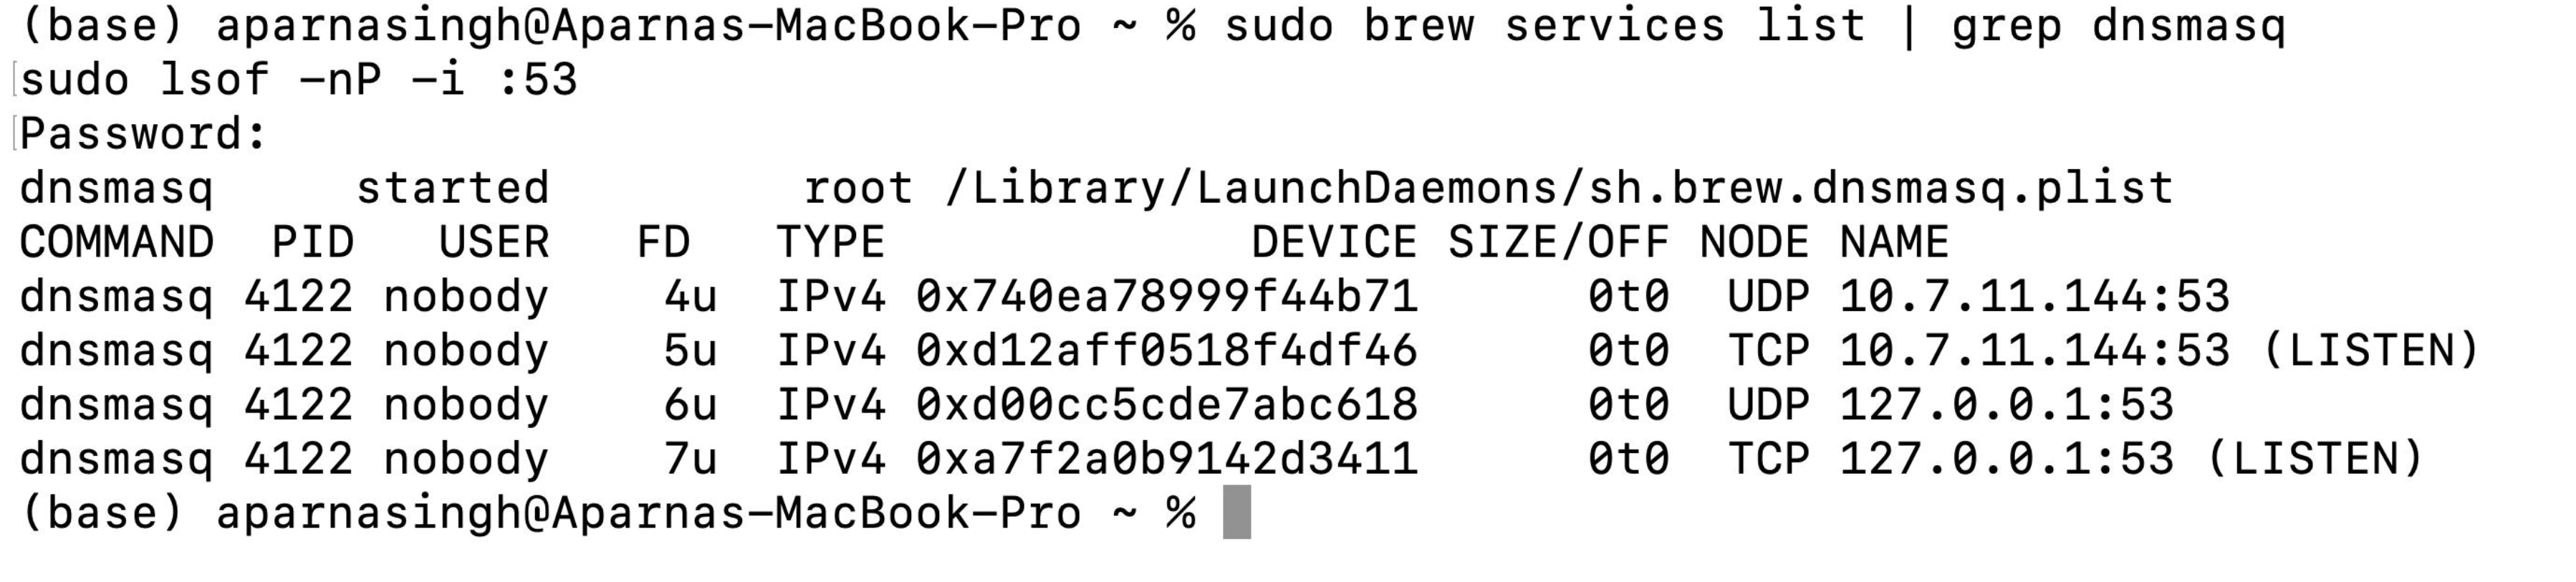 (base) aparnasingh@Aparnas-MacBook-Pro ~ % sudo brew services list | grep dnsmasq
sudo lsof -nP -i :53
Password:
dnsmasq     started         root /Library/LaunchDaemons/sh.brew.dnsmasq.plist
COMMAND  PID   USER   FD   TYPE             DEVICE SIZE/OFF NODE NAME
dnsmasq 4122 nobody    4u  IPv4 0x740ea78999f44b71      0t0  UDP 10.7.11.144:53
dnsmasq 4122 nobody    5u  IPv4 0xd12aff0518f4df46      0t0  TCP 10.7.11.144:53 (LISTEN)
dnsmasq 4122 nobody    6u  IPv4 0xd00cc5cde7abc618      0t0  UDP 127.0.0.1:53
dnsmasq 4122 nobody    7u  IPv4 0xa7f2a0b9142d3411      0t0  TCP 127.0.0.1:53 (LISTEN)
(base) aparnasingh@Aparnas-MacBook-Pro ~ %